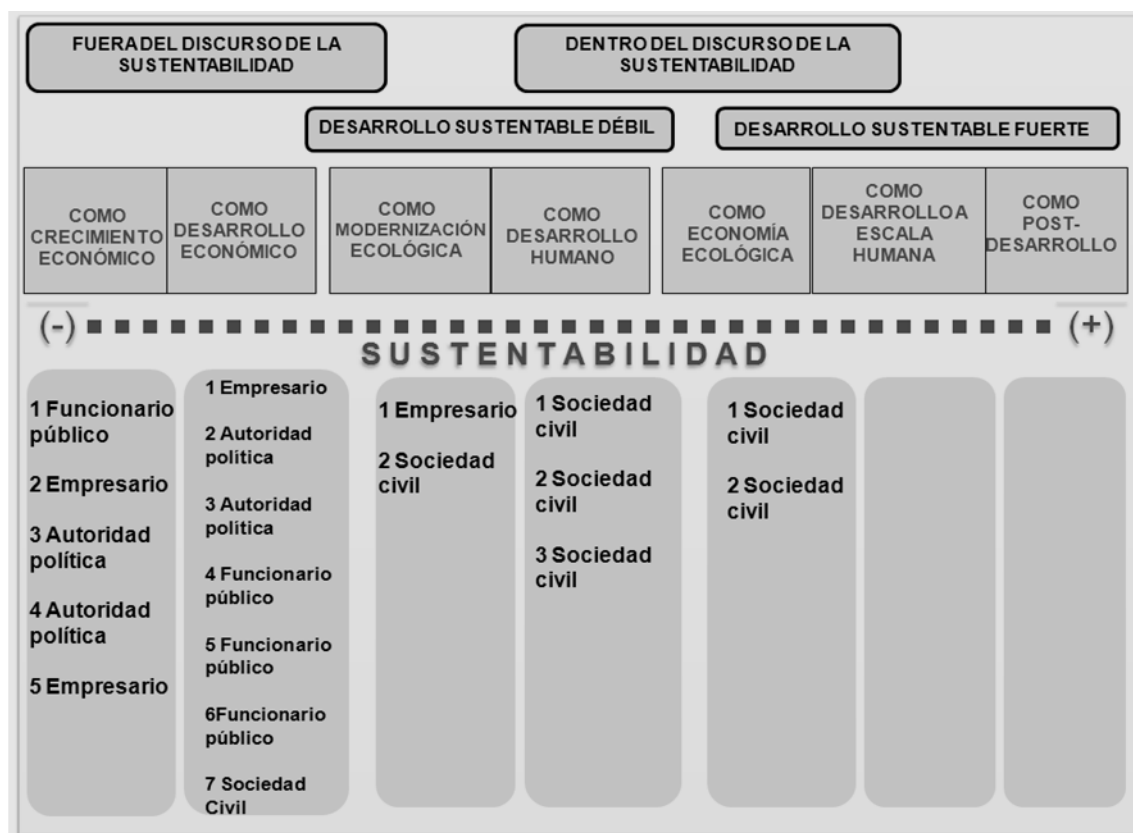 FUERA DEL DISCURSO DE LA
SUSTENTABILIDAD
DENTRO DEL DISCURSO DE LA
SUSTENTABILIDAD
DESARROLLO SUSTENTABLE DÉBIL
DESARROLLO SUSTENTABLE FUERTE
COMO
CRECIMIENTO
ECONÓMICO
COMO
DESARROLLO
ECONÓMICO
COMO
MODERNIZACIÓN
ECOLÓGICA
COMO
DESARROLLO
HUMANO
COMO
ECONOMÍA
ECOLÓGICA
COMO
DESARROLLO A
ESCALA
HUMANA
COMO
POST-
DESARROLLO
(-)
(+)
SUSTENTABILIDAD
1 Funcionario
público
2 Empresario
3 Autoridad
política
4 Autoridad
política
5 Empresario
1 Empresario
2 Autoridad
política
3 Autoridad
política
4 Funcionario
público
5 Funcionario
público
6Funcionario
público
7 Sociedad
Civil
1 Empresario
2 Sociedad
civil
1 Sociedad
civil
2 Sociedad
civil
3 Sociedad
civil
1 Sociedad
civil
2 Sociedad
civil